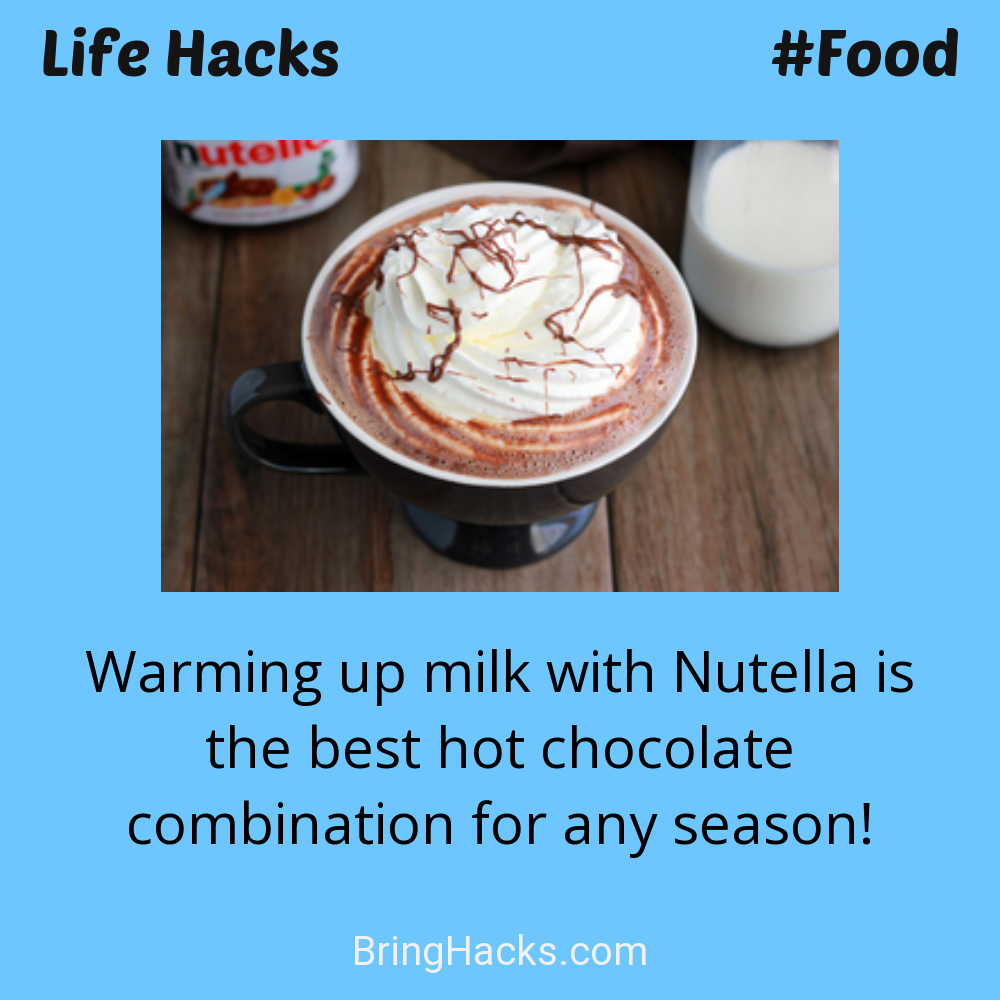 Life Hacks
#Food
nutella
Warming up milk with Nutella is
the best hot chocolate
combination for any season!
BringHacks.com